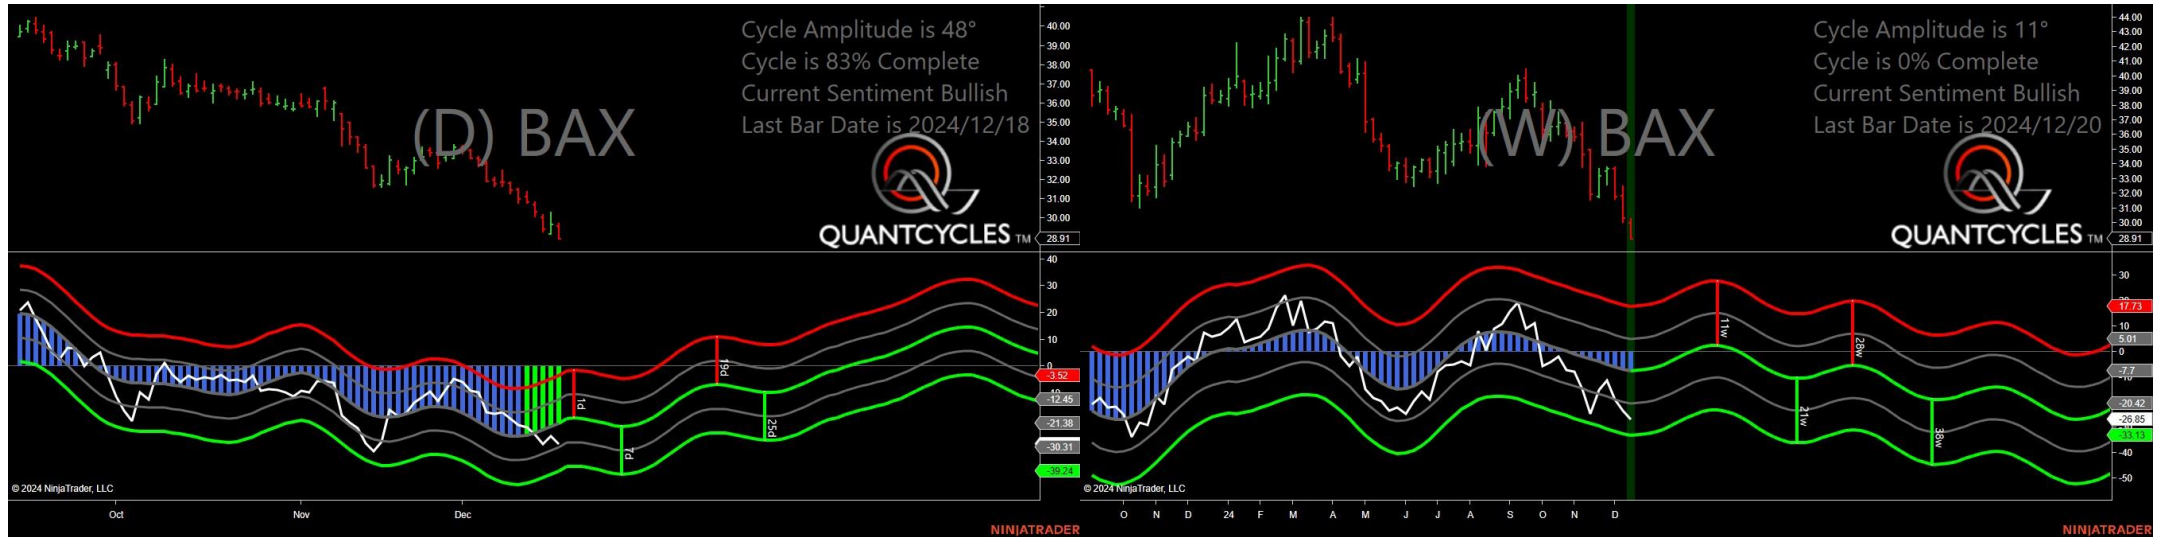 Cycle Amplitude is 48°
Cycle is 83% Complete
Current Sentiment Bullish
Last Bar Date is 2024/12/18
(D) BAX
QUANTCYCLES TM
40.00
39.00
38.00
37.00
36.00
35.00
34.00
33.00
32.00
31.00
30.00
28.91
40
30
20
10
0
-3.52
-12.45
-21.38
-30.31
-39.24
1d
7d
19d
25d
© 2024 NinjaTrader, LLC
Oct
Nov
Dec
NINJATRADER
Cycle Amplitude is 11°
Cycle is 0% Complete
Current Sentiment Bullish
Last Bar Date is 2024/12/20
(W) BAX
QUANTCYCLES TM
44.00
43.00
42.00
41.00
40.00
39.00
38.00
37.00
36.00
35.00
34.00
33.00
32.00
31.00
30.00
28.91
30
17.73
10
5.01
0
-7.7
-20.42
-26.85
-33.13
-40
-50
11w
21w
28w
38w
© 2024 NinjaTrader, LLC
O N D 24 F M A M J J A S O N D
NINJATRADER